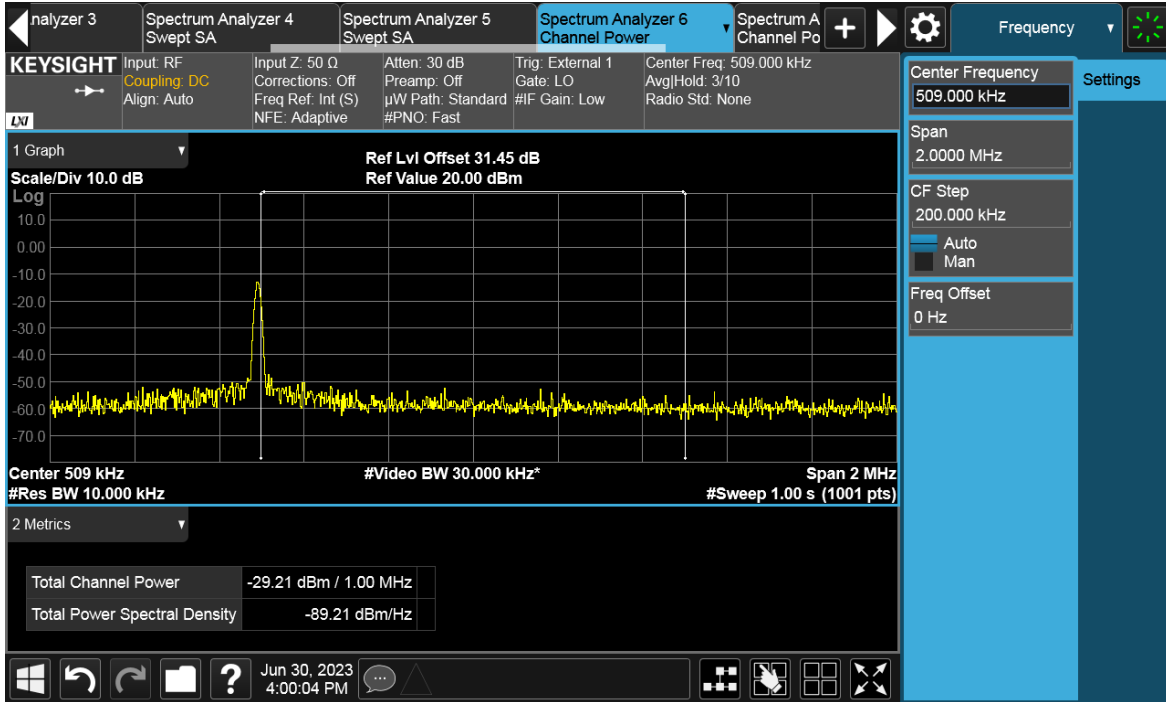 nalyzer 3
Spectrum Analyzer 4
Swept SA
Spectrum Analyzer 5
Swept SA
Spectrum Analyzer 6
Channel Power
Spectrum A
Channel Po
Frequency
KEYSIGHT
LXI
Input: RF
Coupling: DC
Align: Auto
Input Z: 50 Ω
Corrections: Off
Freq Ref: Int (S)
NFE: Adaptive
Atten: 30 dB
Preamp: Off
µW Path: Standard
#PNO: Fast
Trig: External 1
Gate: LO
#IF Gain: Low
Center Freq: 509.000 kHz
Avg|Hold: 3/10
Radio Std: None
Center Frequency
509.000 kHz
Settings
Span
2.0000 MHz
CF Step
200.000 kHz
Auto
Man
Freq Offset
0 Hz
1 Graph
Scale/Div 10.0 dB
Ref Lvl Offset 31.45 dB
Ref Value 20.00 dBm
Log
10.0
0.00
-10.0
-20.0
-30.0
-40.0
-50.0
-60.0
-70.0
Center 509 kHz
#Video BW 30.000 kHz*
Span 2 MHz
#Res BW 10.000 kHz
#Sweep 1.00 s (1001 pts)
2 Metrics
Total Channel Power -29.21 dBm / 1.00 MHz
Total Power Spectral Density -89.21 dBm/Hz
?
Jun 30, 2023
4:00:04 PM